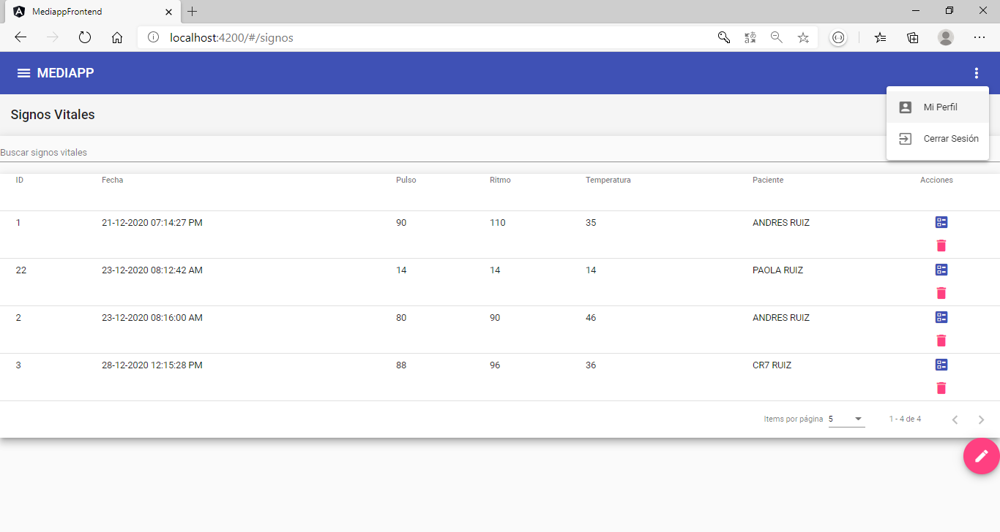 MediappFrontend
localhost:4200/#/signos
MEDIAPP
Mi Perfil
Cerrar Sesión
Signos Vitales
Buscar signos vitales
ID Fecha Pulso Ritmo Temperatura Paciente Acciones
1 21-12-2020 07:14:27 PM 90 110 35 ANDRES RUIZ
22 23-12-2020 08:12:42 AM 14 14 14 PAOLA RUIZ
2 23-12-2020 08:16:00 AM 80 90 46 ANDRES RUIZ
3 28-12-2020 12:15:28 PM 88 96 36 CR7 RUIZ
Items por página 5 1 - 4 de 4